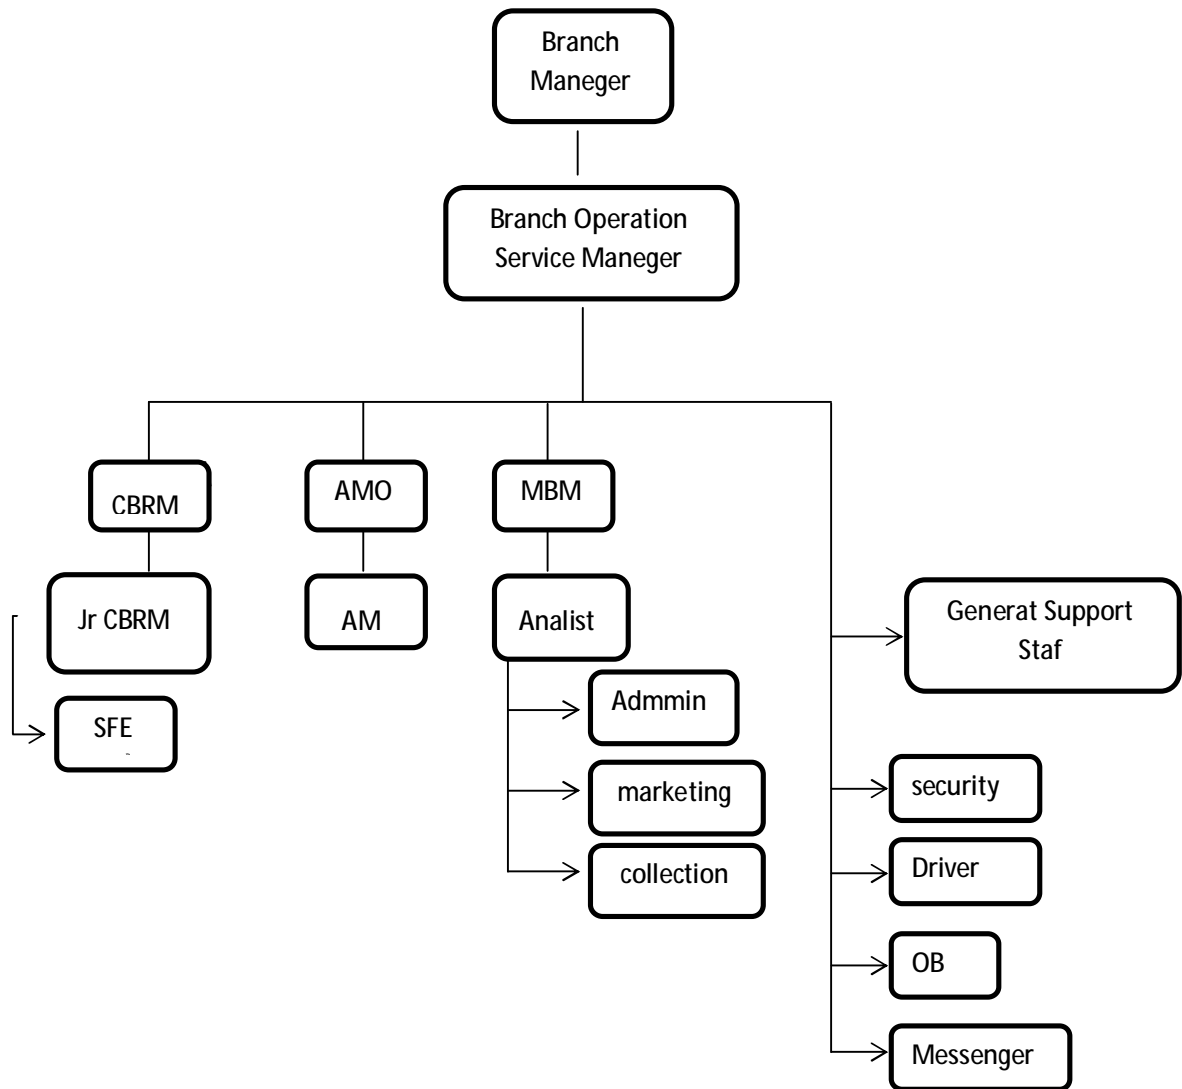 Branch
Maneger
Branch Operation
Service Maneger
CBRM
AMO
MBM
Jr CBRM
AM
Analist
Generat Support
Staf
SFE
Admmin
marketing
collection
security
Driver
OB
Messenger